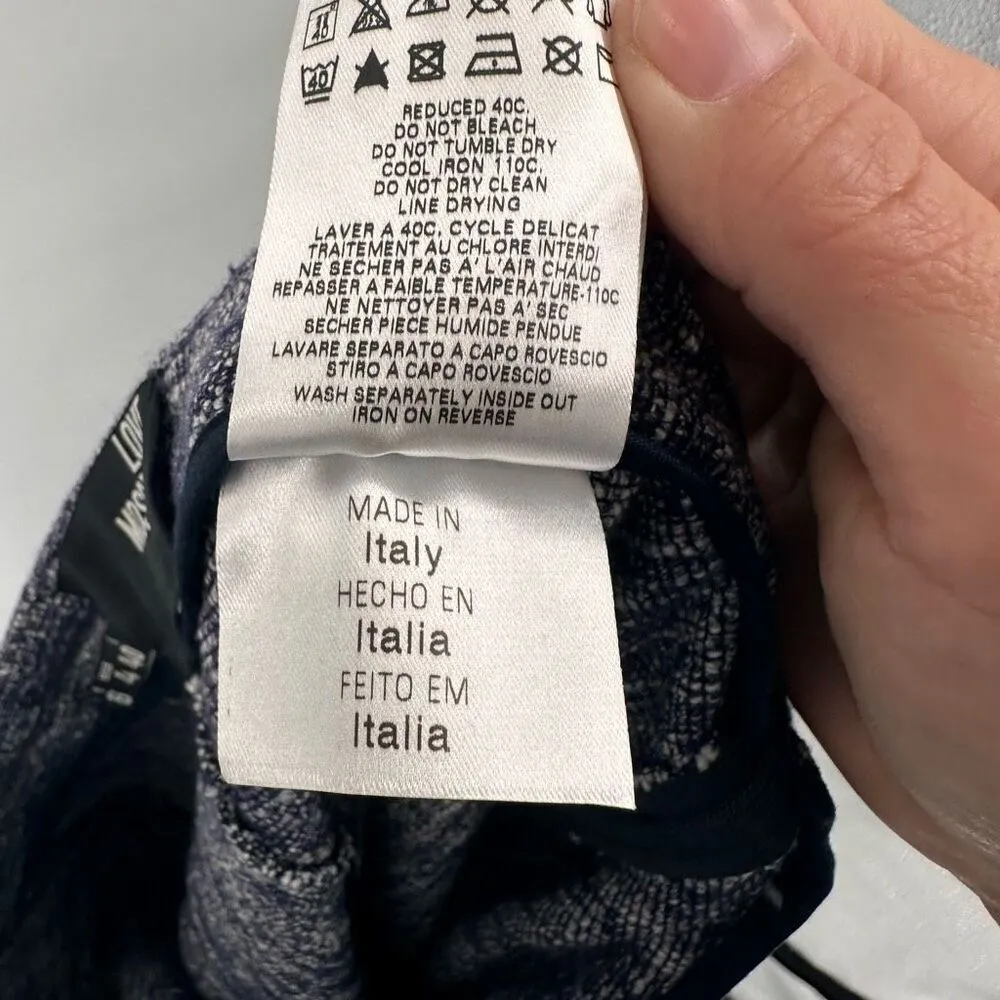 40
40
REDUCED 40C.
DO NOT BLEACH
DO NOT TUMBLE DRY
COOL IRON 110C.
DO NOT DRY CLEAN
LINE DRYING
LAVER A 40C, CYCLE DELICAT
TRAITEMENT AU CHLORE INTERDI
NE SECHER PAS A' L'AIR CHAUD
REPASSER A FAIBLE TEMPERATURE-110C
NE NETTOYER PAS A' SEC
SECHER PIECE HUMIDE PENDUE
LAVARE SEPARATO A CAPO ROVESCIO
STIRO A CAPO ROVESCIO
WASH SEPARATELY INSIDE OUT
IRON ON REVERSE
MADE IN
Italy
HECHO EN
Italia
FEITO EM
Italia